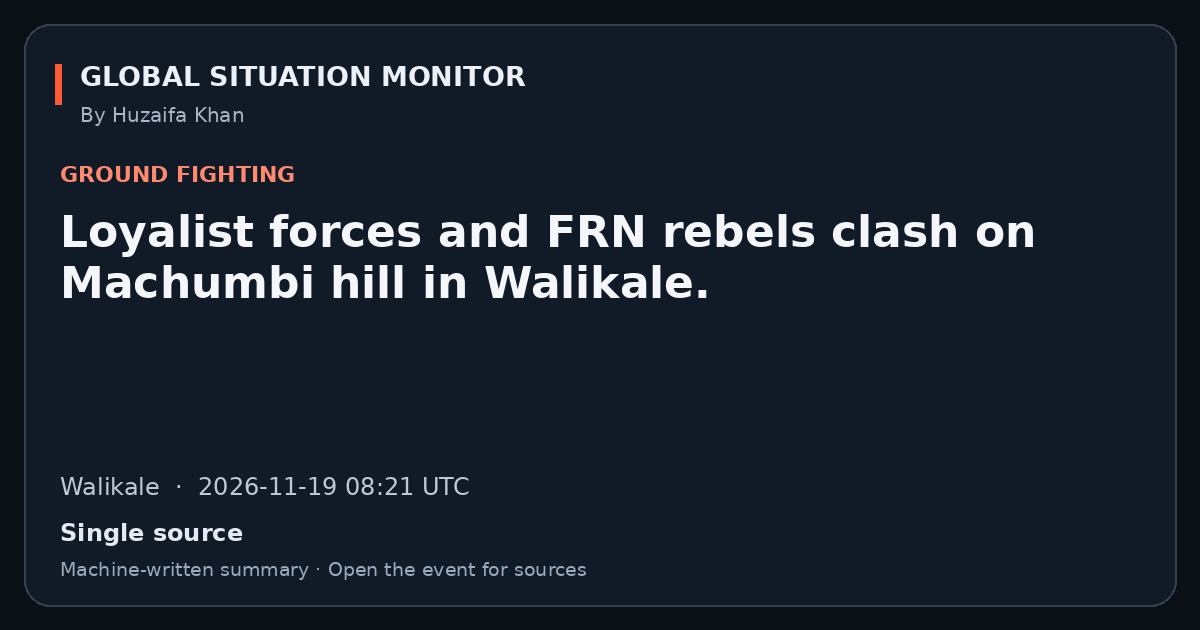 GLOBAL SITUATION MONITOR
By Huzaifa Khan
GROUND FIGHTING
Loyalist forces and FRN rebels clash on
Machumbi hill in Walikale.
Walikale · 2026-11-19 08:21 UTC
Single source
Machine-written summary · Open the event for sources